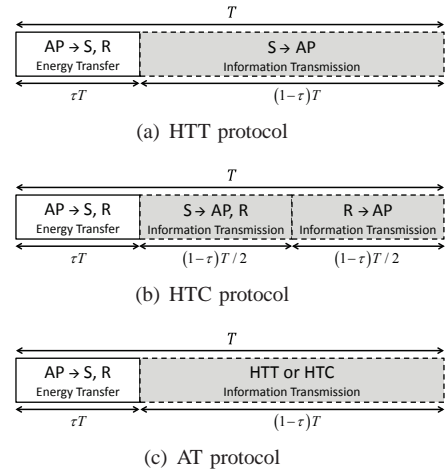 T
AP → S, R
Energy Transfer
S → AP
Information Transmission
τT
(1−τ)T
(a) HTT protocol
T
AP → S, R
Energy Transfer
S → AP, R
Information Transmission
R → AP
Information Transmission
τT
(1−τ)T/2
(1−τ)T/2
(b) HTC protocol
T
AP → S, R
Energy Transfer
HTT or HTC
Information Transmission
τT
(1−τ)T
(c) AT protocol